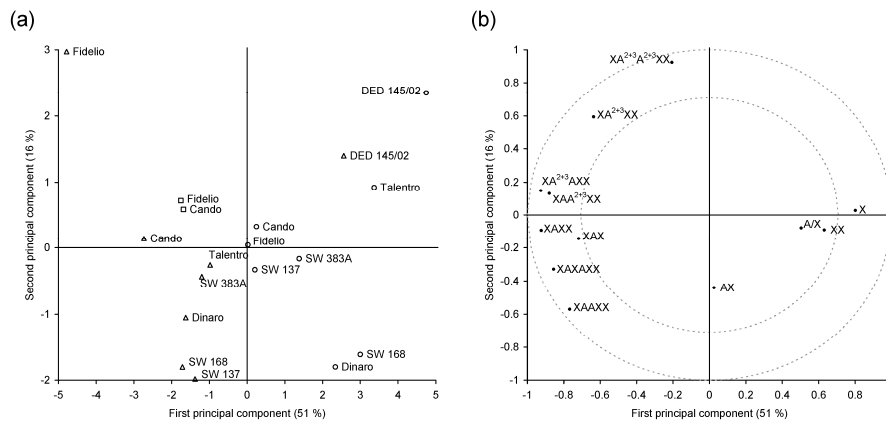 (a)
(b)
3
Fidelio
DED 145/02
2
DED 145/02
Talentro
1
Fidelio
Cando
Cando
Cando
Fidelio
0
Talentro
SW 383A
SW 137
SW 383A
Dinaro
-1
SW 168
SW 168
SW 137
Dinaro
-2
-5 -4 -3 -2 -1 0 1 2 3 4 5
First principal component (51 %)
Second principal component (16 %)
1
XA²⁺³A²⁺³XX
0.8
0.6
XA²⁺³XX
0.4
0.2
XA²⁺³AXX
XAA²⁺³XX
X
0
XAXX
XAX
A/X
XX
-0.2
XAXAXX
-0.4
AX
XAAXX
-0.6
-0.8
-1
-1 -0.8 -0.6 -0.4 -0.2 0 0.2 0.4 0.6 0.8 1
First principal component (51 %)
Second principal component (16 %)